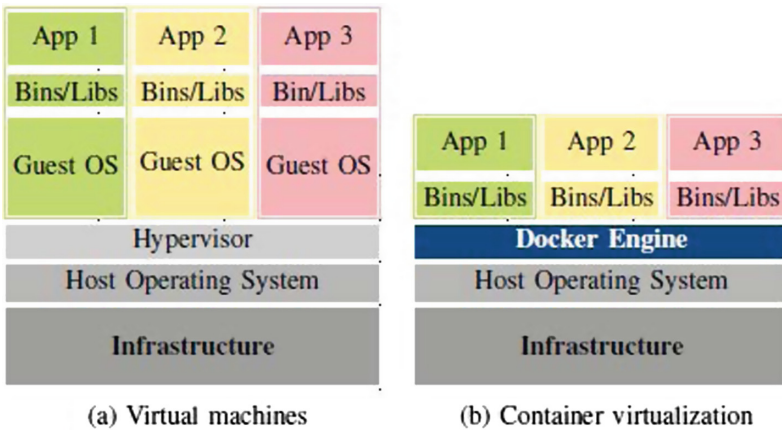 App 1 App 2 App 3
Bins/Libs Bins/Libs Bin/Libs
Guest OS Guest OS Guest OS
Hypervisor
Host Operating System
Infrastructure
(a) Virtual machines
App 1 App 2 App 3
Bins/Libs Bins/Libs Bins/Libs
Docker Engine
Host Operating System
Infrastructure
(b) Container virtualization